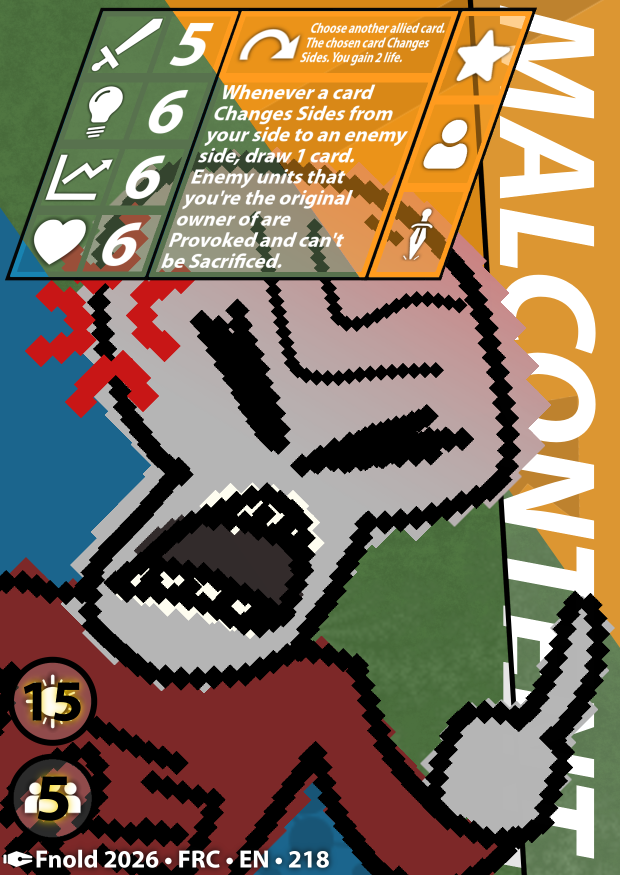 5
Choose another allied card.
The chosen card Changes
Sides. You gain 2 life.
6
6
6
Whenever a card
Changes Sides from
your side to an enemy
side, draw 1 card.
Enemy units that
you're the original
owner of are
Provoked and can't
be Sacrificed.
MALCONTENT
15
5
Fnold 2026 • FRC • EN • 218